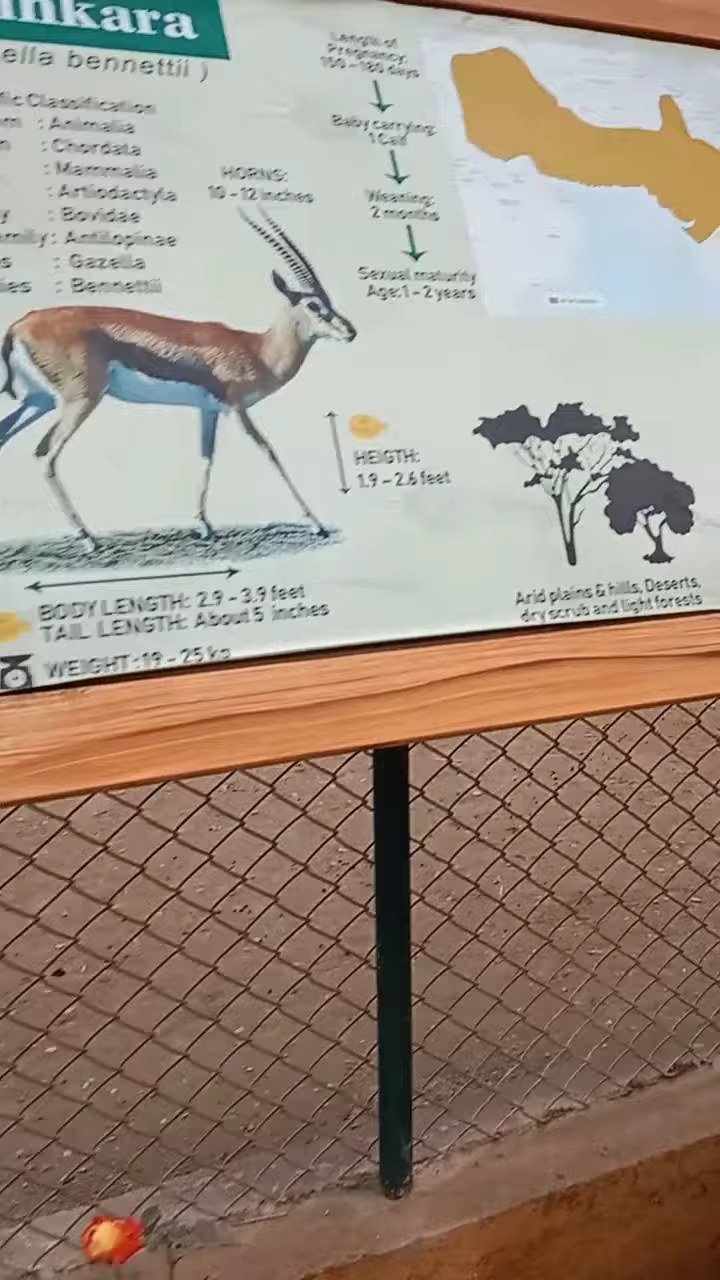 inkara
ella bennettii )
tic Classification
m : Animalia
n : Chordata
: Mammalia
: Artiodactyla
y : Bovidae
amily: Antilopinae
s : Gazella
ies : Bennettii
HORNS:
10 - 12 inches
Length of
Pregnancy:
150 - 180 days
Baby carrying:
1 Calf
Weaning:
2 months
Sexual maturity
Age: 1 - 2 years
HEIGTH:
1.9 - 2.6 feet
BODY LENGTH: 2.9 - 3.9 feet
TAIL LENGTH: About 5 inches
WEIGHT : 19 - 25 kg
Arid plains & hills, Deserts,
dry scrub and light forests